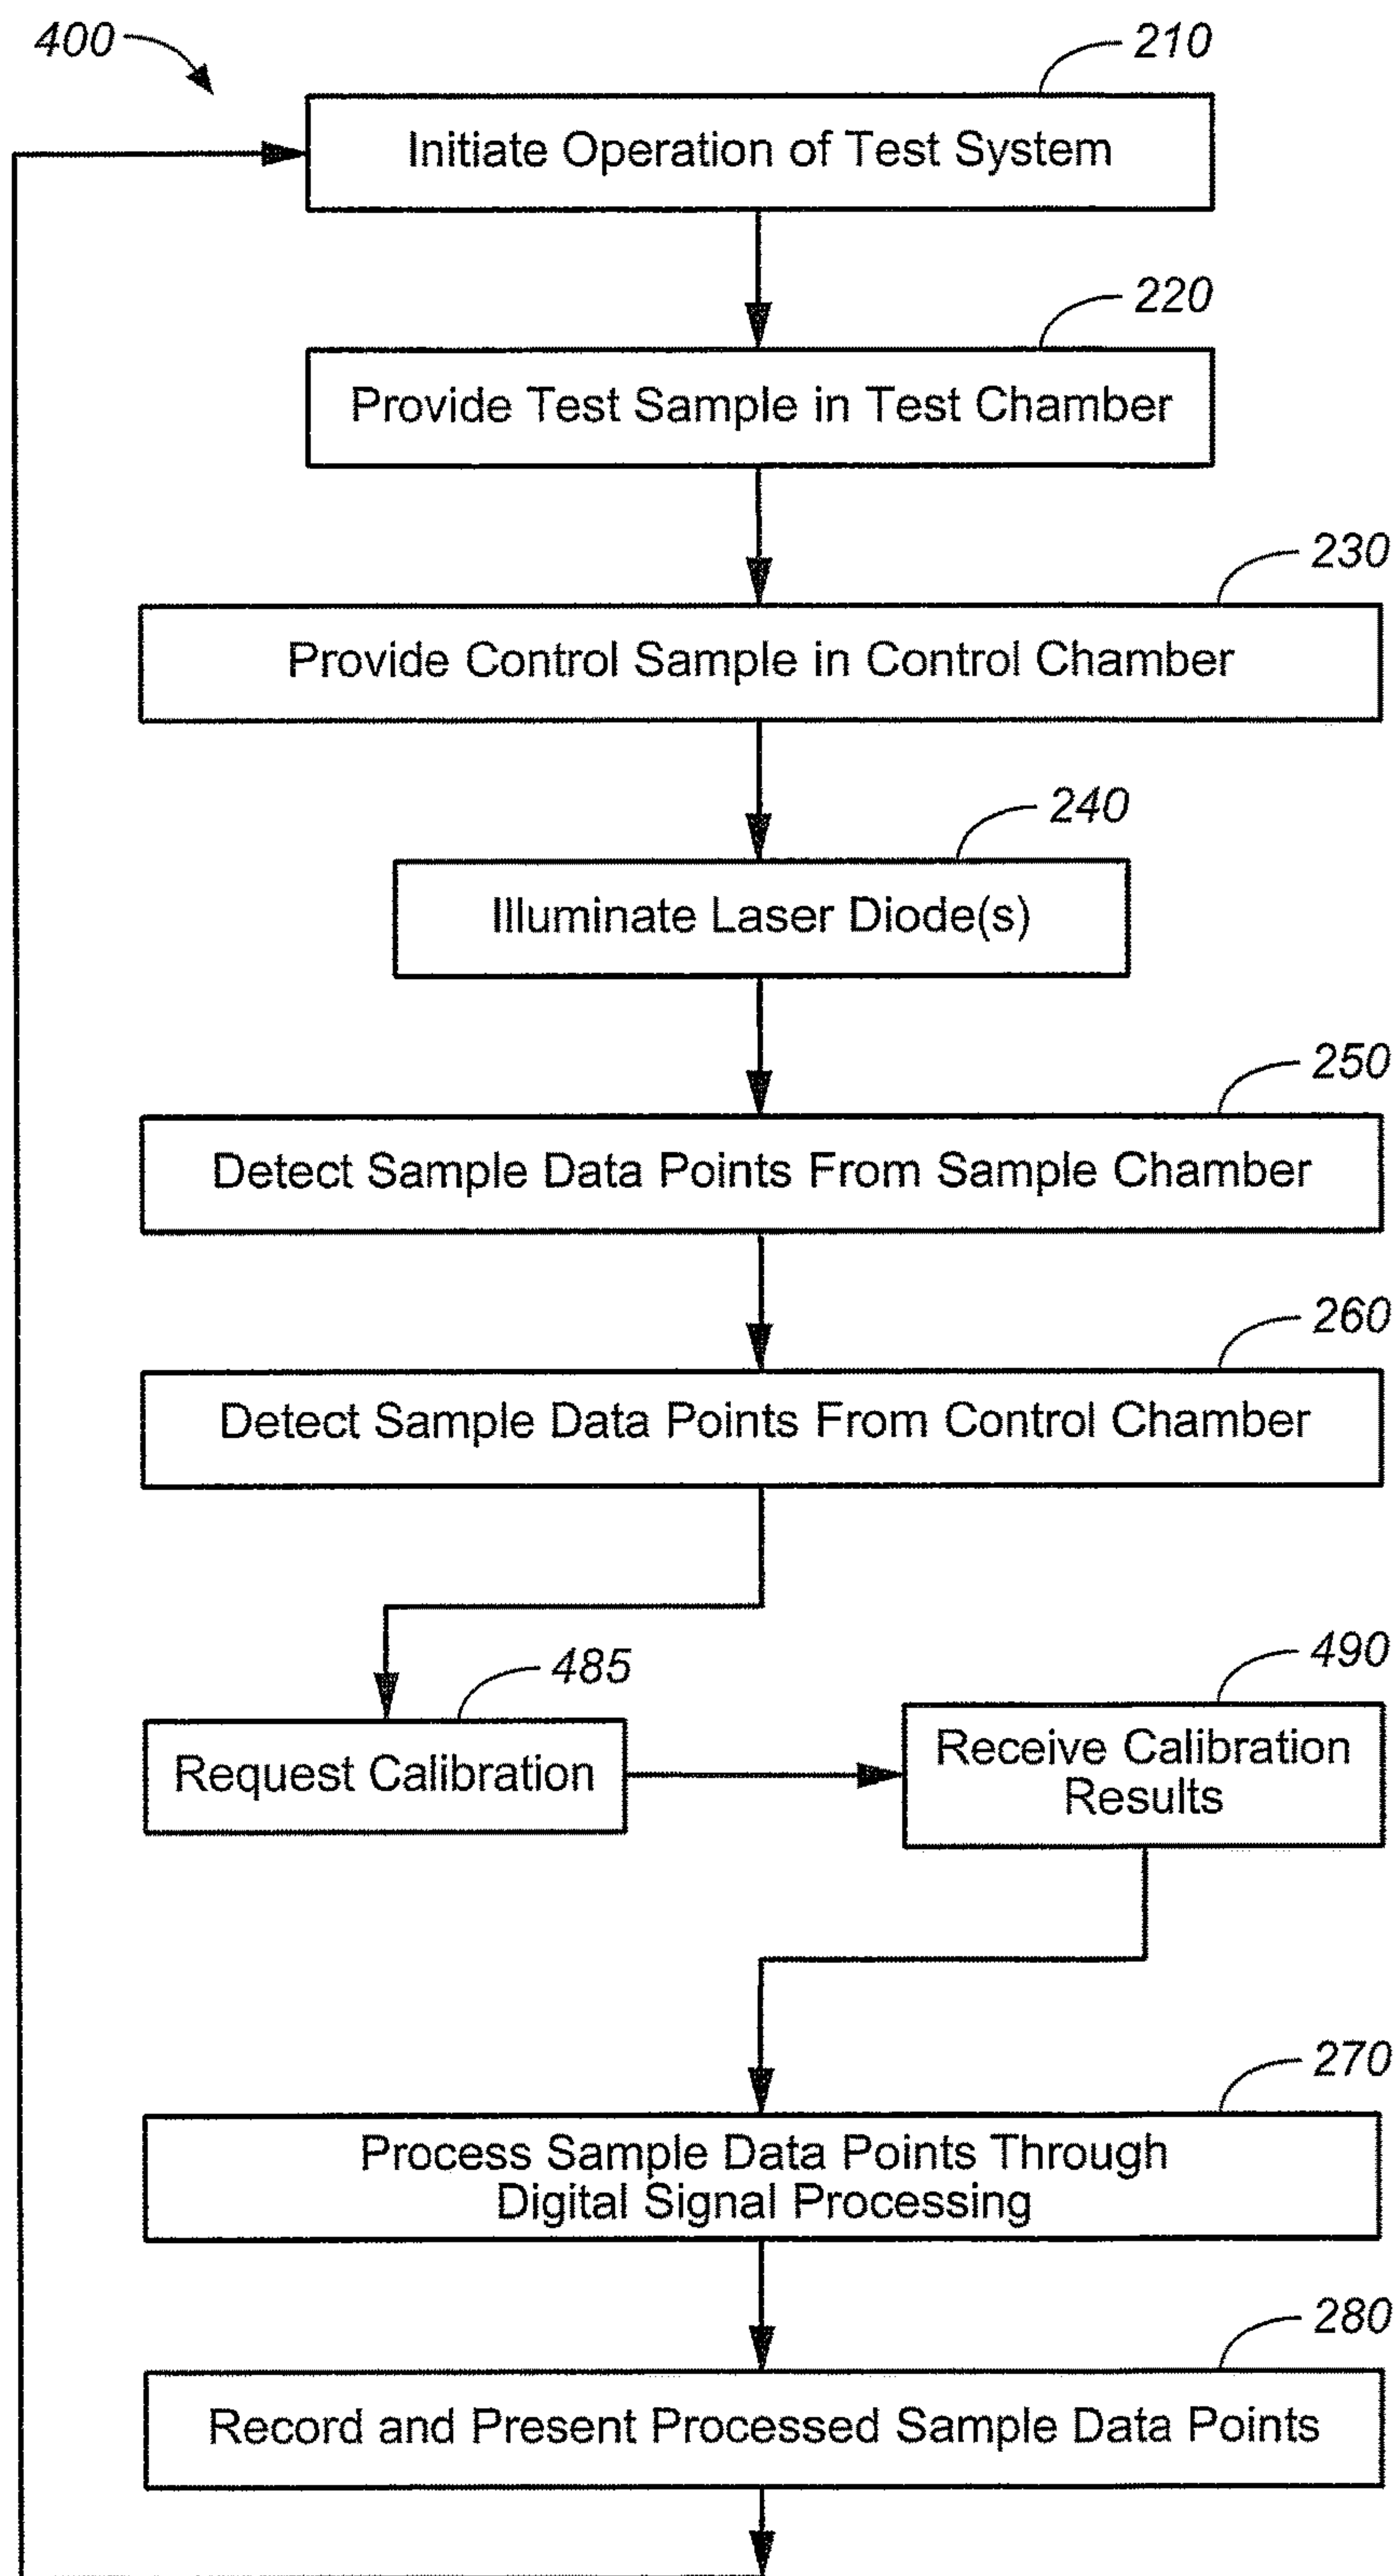 400
210
Initiate Operation of Test System
220
Provide Test Sample in Test Chamber
230
Provide Control Sample in Control Chamber
240
Illuminate Laser Diode(s)
250
Detect Sample Data Points From Sample Chamber
260
Detect Sample Data Points From Control Chamber
485
Request Calibration
490
Receive Calibration
Results
270
Process Sample Data Points Through
Digital Signal Processing
280
Record and Present Processed Sample Data Points